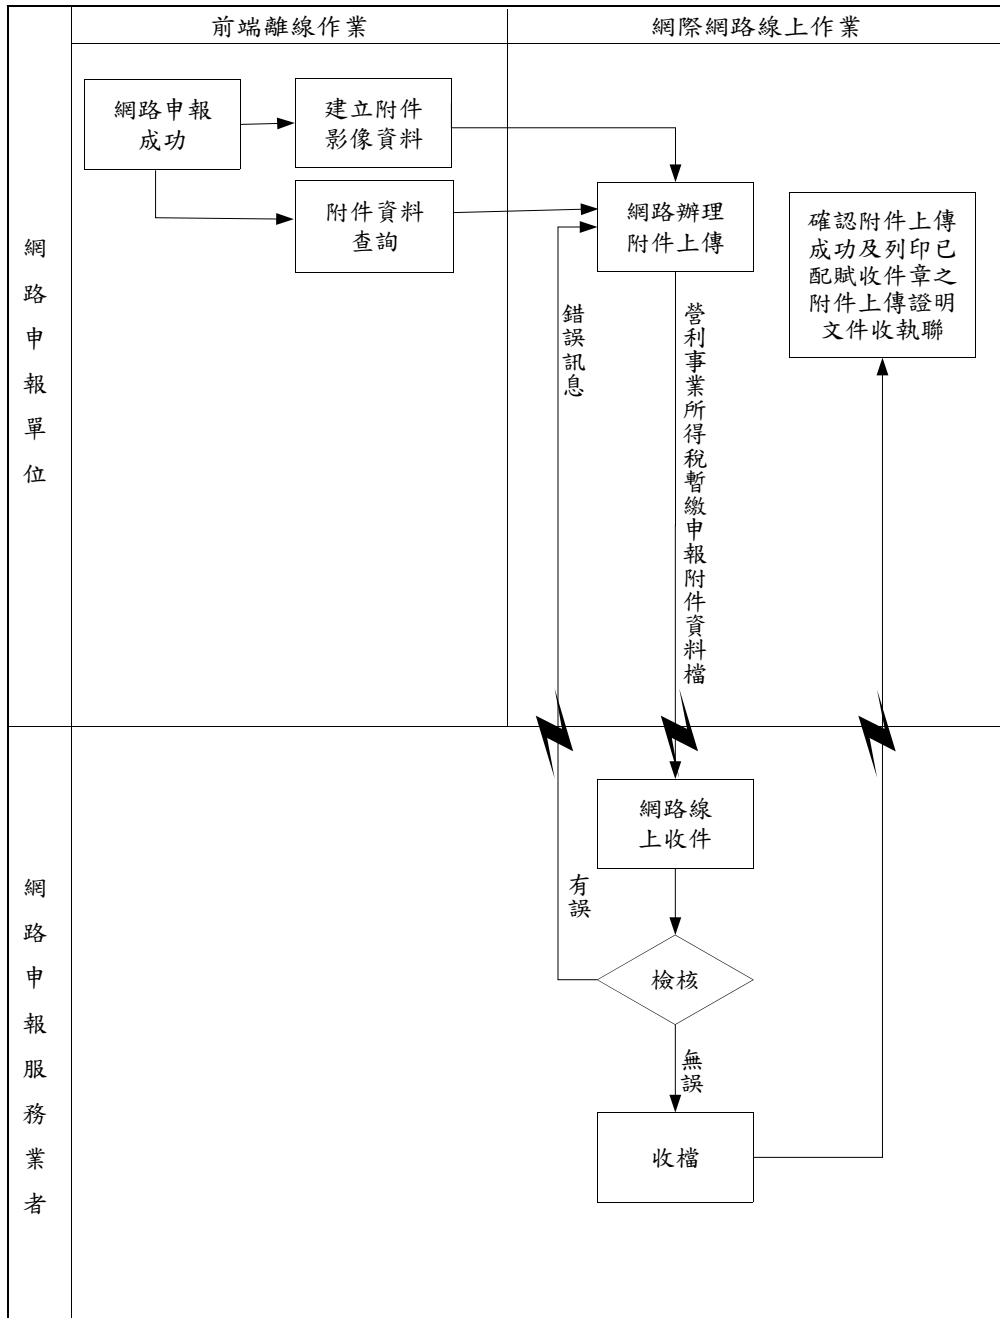 前端離線作業
網際網路線上作業
網路申報單位
網路申報
成功
建立附件
影像資料
附件資料
查詢
網路辦理
附件上傳
確認附件上傳
成功及列印已
配賦收件章之
附件上傳證明
文件收執聯
錯誤訊息
營利事業所得稅暫繳申報附件資料檔
網路申報服務業者
網路線
上收件
有誤
檢核
無誤
收檔